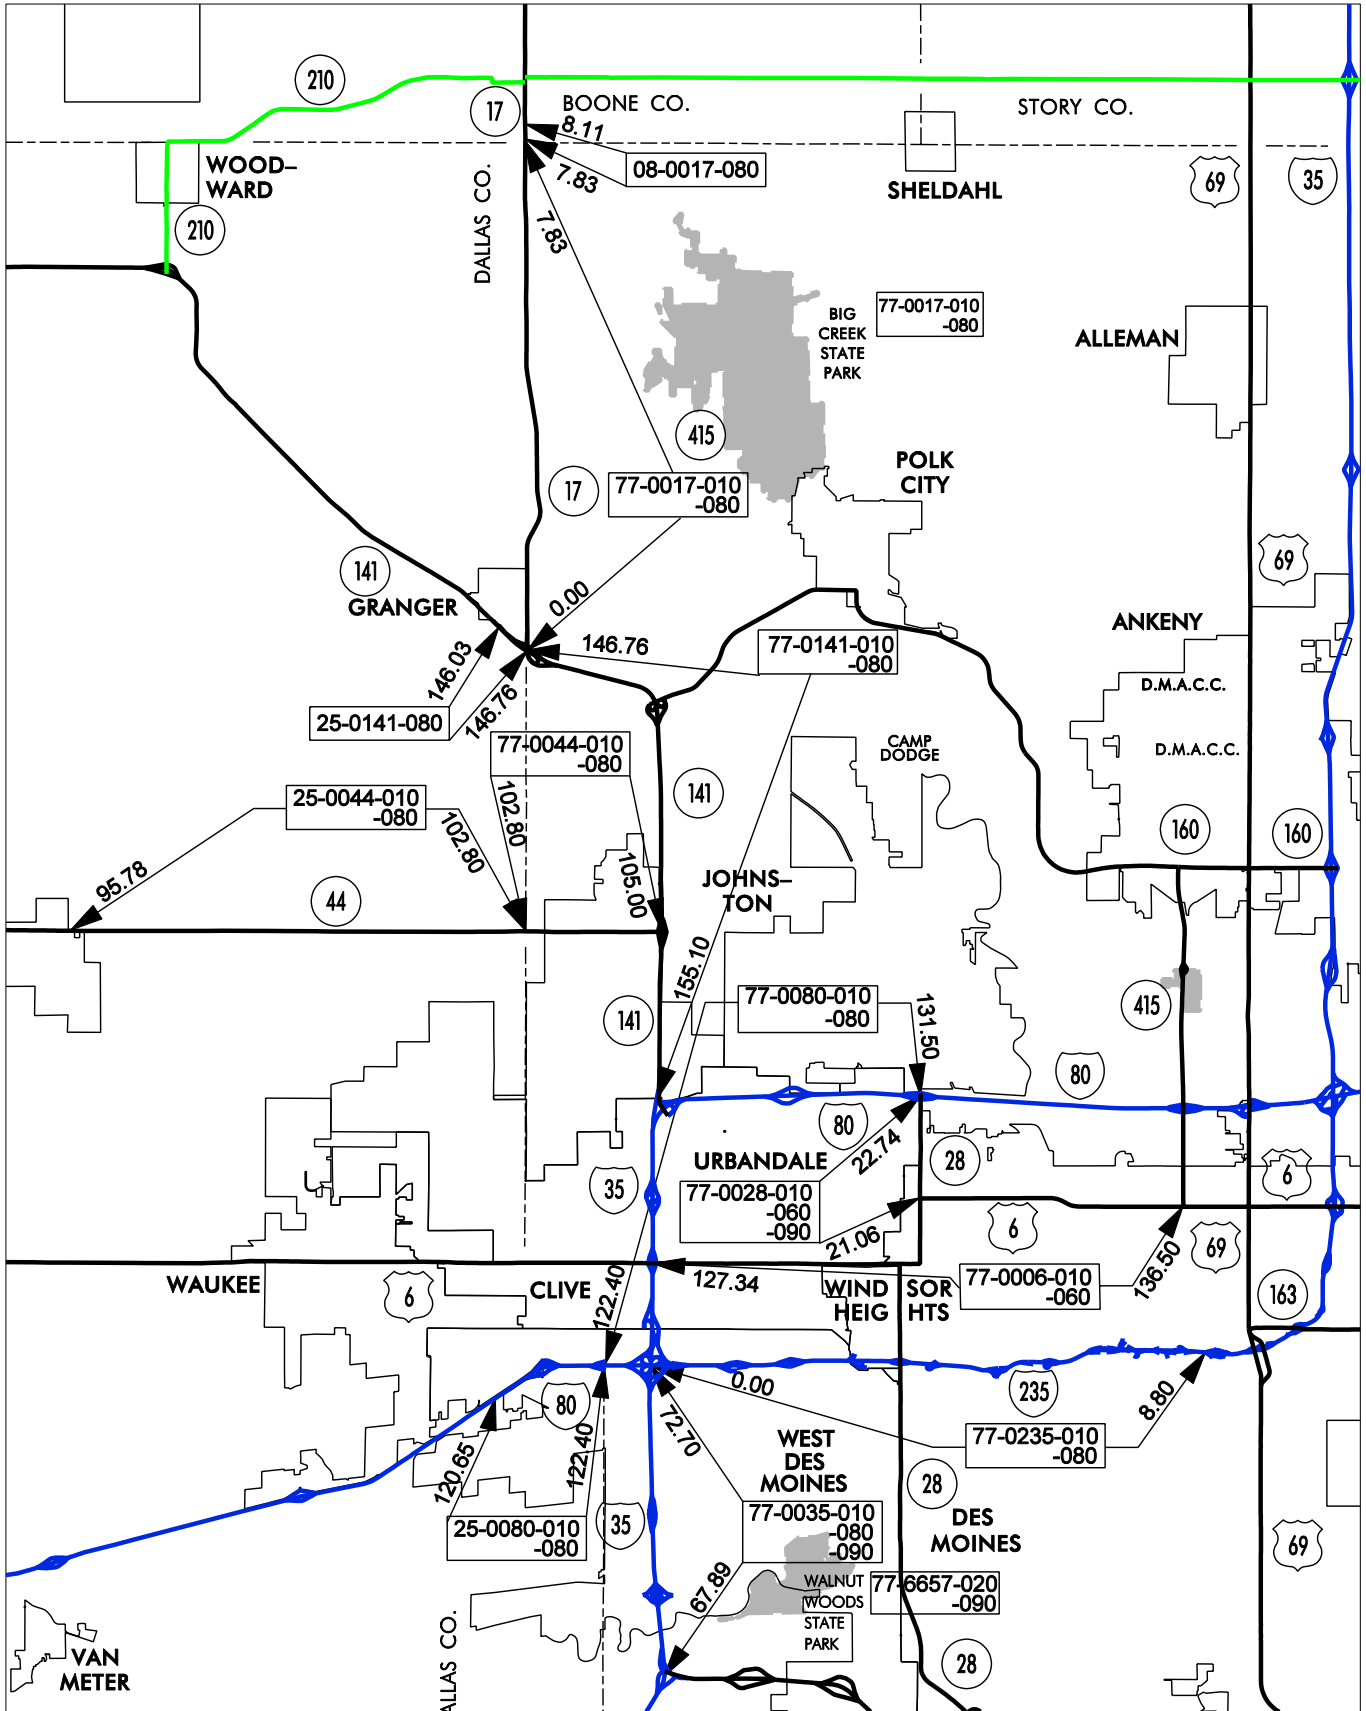 210
17
BOONE CO.
STORY CO.
8.11
08-0017-080
7.83
WOOD–
WARD
SHELDAHL
69
35
210
DALLAS CO.
7.83
77-0017-010
-080
BIG
CREEK
STATE
PARK
ALLEMAN
415
POLK
CITY
17
77-0017-010
-080
69
141
GRANGER
0.00
146.76
77-0141-010
-080
ANKENY
146.03
146.76
25-0141-080
D.M.A.C.C.
D.M.A.C.C.
77-0044-010
-080
CAMP
DODGE
25-0044-010
-080
102.80
102.80
141
160
160
95.78
44
105.00
JOHNS–
TON
155.10
77-0080-010
-080
131.50
415
141
80
80
22.74
28
URBANDALE
35
77-0028-010
-060
-090
6
6
21.06
69
136.50
WAUKEE
6
CLIVE
122.40
127.34
WIND SOR
HEIG HTS
77-0006-010
-060
163
0.00
235
8.80
80
72.70
77-0235-010
-080
120.65
122.40
WEST
DES
MOINES
28
25-0080-010
-080
35
77-0035-010
-080
-090
DES
MOINES
69
67.89
WALNUT
WOODS
STATE
PARK
77-6657-020
-090
VAN
METER
ALLAS CO.
28